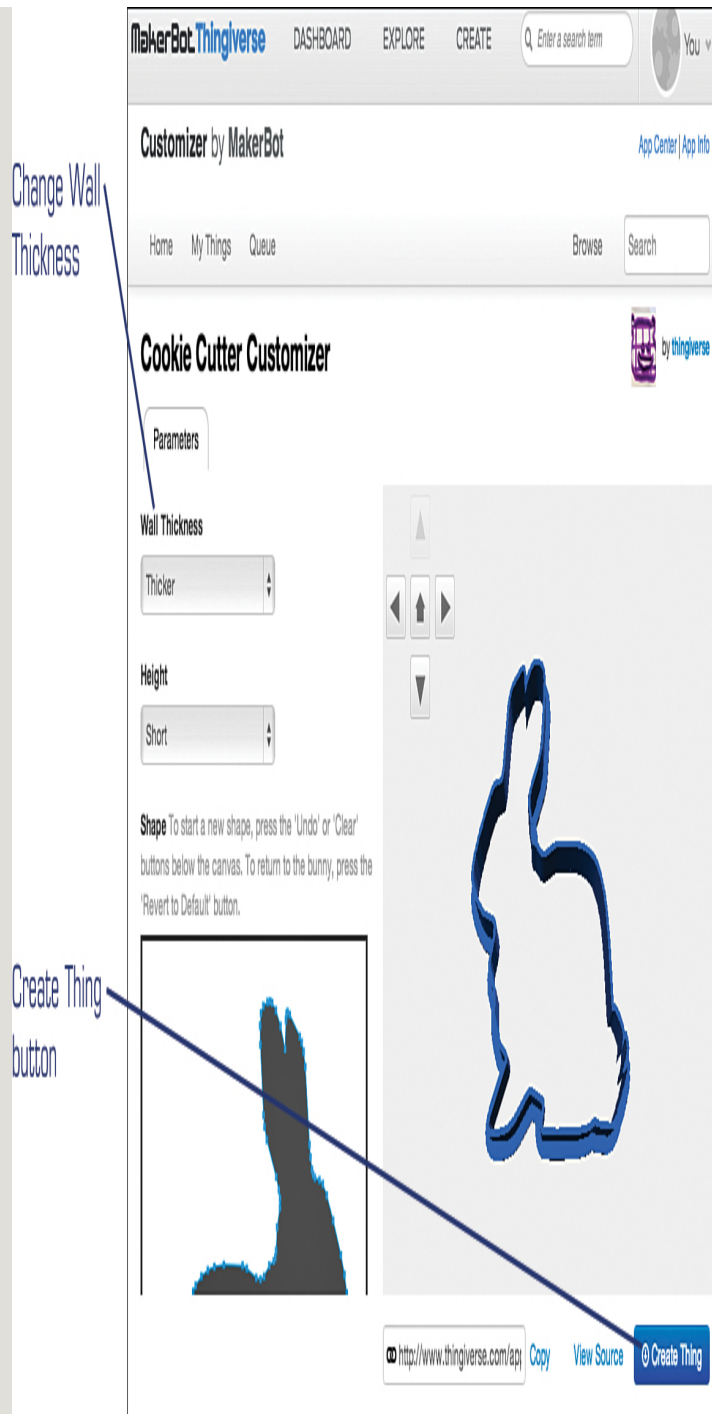 MakerBot Thingiverse DASHBOARD EXPLORE CREATE Enter a search term You
Customizer by MakerBot App Center | App Info
Change Wall
Thickness
Home My Things Queue Browse Search
Cookie Cutter Customizer by thingiverse
Parameters
Wall Thickness
Thicker
Height
Short
Shape To start a new shape, press the 'Undo' or 'Clear'
buttons below the canvas. To return to the bunny, press the
'Revert to Default' button.
Create Thing
button
http://www.thingiverse.com/ap Copy View Source Create Thing